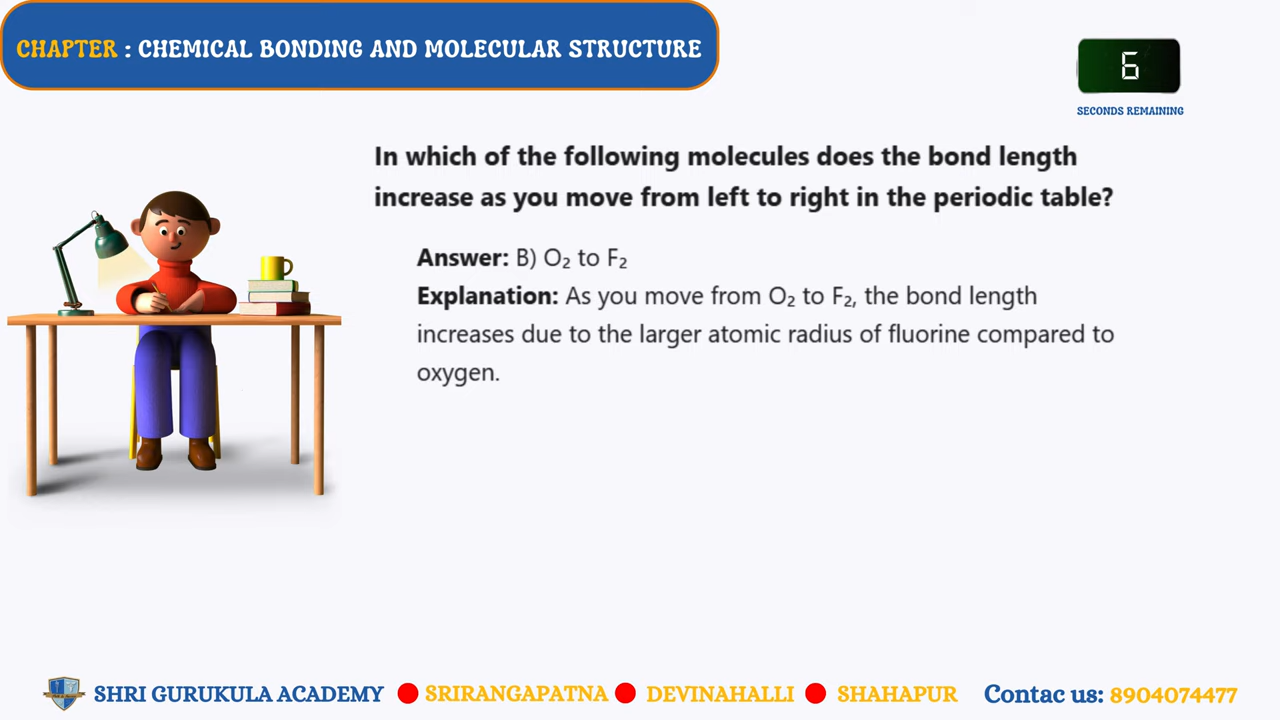 CHAPTER : CHEMICAL BONDING AND MOLECULAR STRUCTURE
6
SECONDS REMAINING
In which of the following molecules does the bond length
increase as you move from left to right in the periodic table?
Answer: B) O₂ to F₂
Explanation: As you move from O₂ to F₂, the bond length
increases due to the larger atomic radius of fluorine compared to
oxygen.
SHRI GURUKULA ACADEMY ● SRIRANGAPATNA ● DEVINAHALLI ● SHAHAPUR Contac us: 8904074477